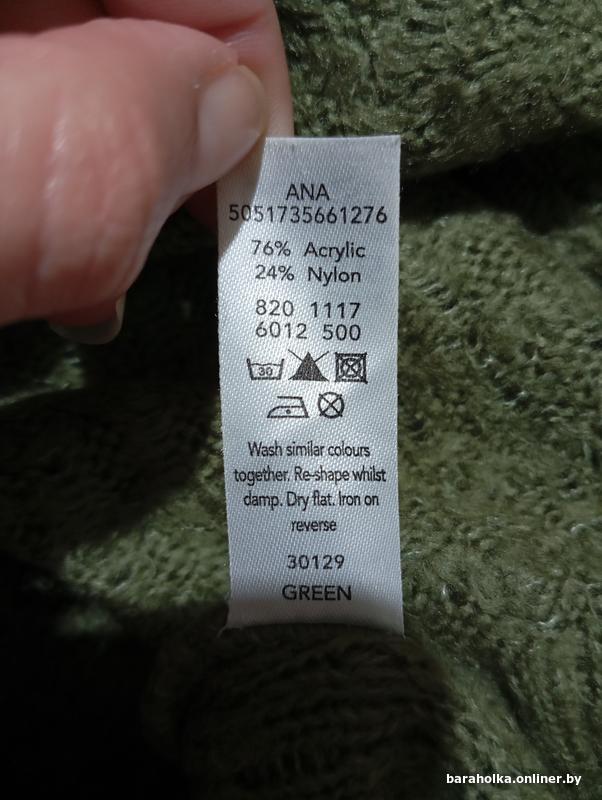 ANA
5051735661276
76% Acrylic
24% Nylon
820 1117
6012 500
30
Wash similar colours
together. Re-shape whilst
damp. Dry flat. Iron on
reverse
30129
GREEN
baraholka.onliner.by